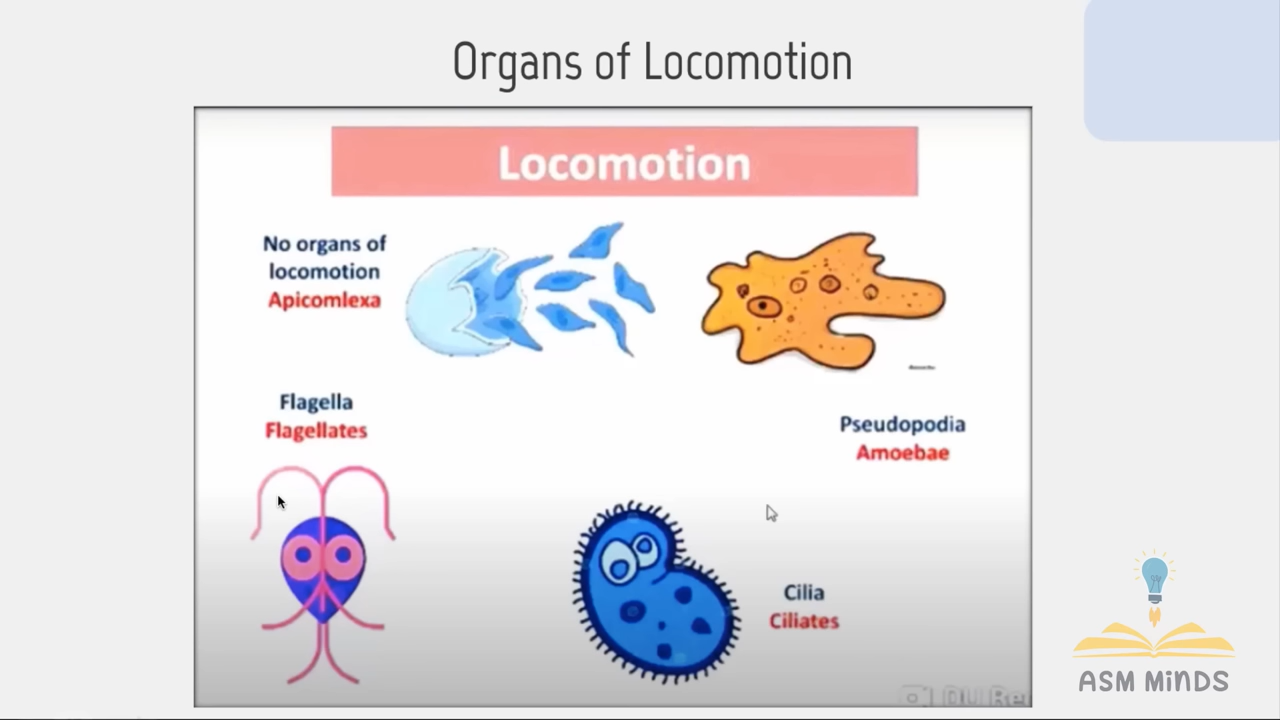 Organs of Locomotion
Locomotion
No organs of
locomotion
Apicomlexa
Flagella
Flagellates
Pseudopodia
Amoebae
Cilia
Ciliates
ASM MiNDS